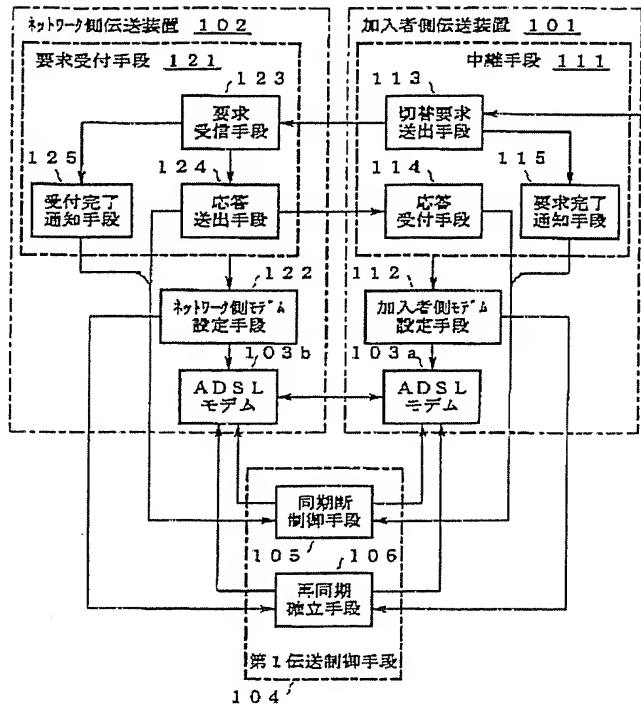 ネットワーク側伝送装置 102
加入者側伝送装置 101
要求受付手段 121
中継手段 111
123
113
要求
受信手段
切替要求
送出手段
125
124
114
115
受付完了
通知手段
応答
送出手段
応答
受付手段
要求完了
通知手段
122
112
ネットワーク側モデム
設定手段
加入者側モデム
設定手段
103b
103a
ADSL
モデム
ADSL
モデム
同期断
制御手段
105
106
再同期
確立手段
第1伝送制御手段
104